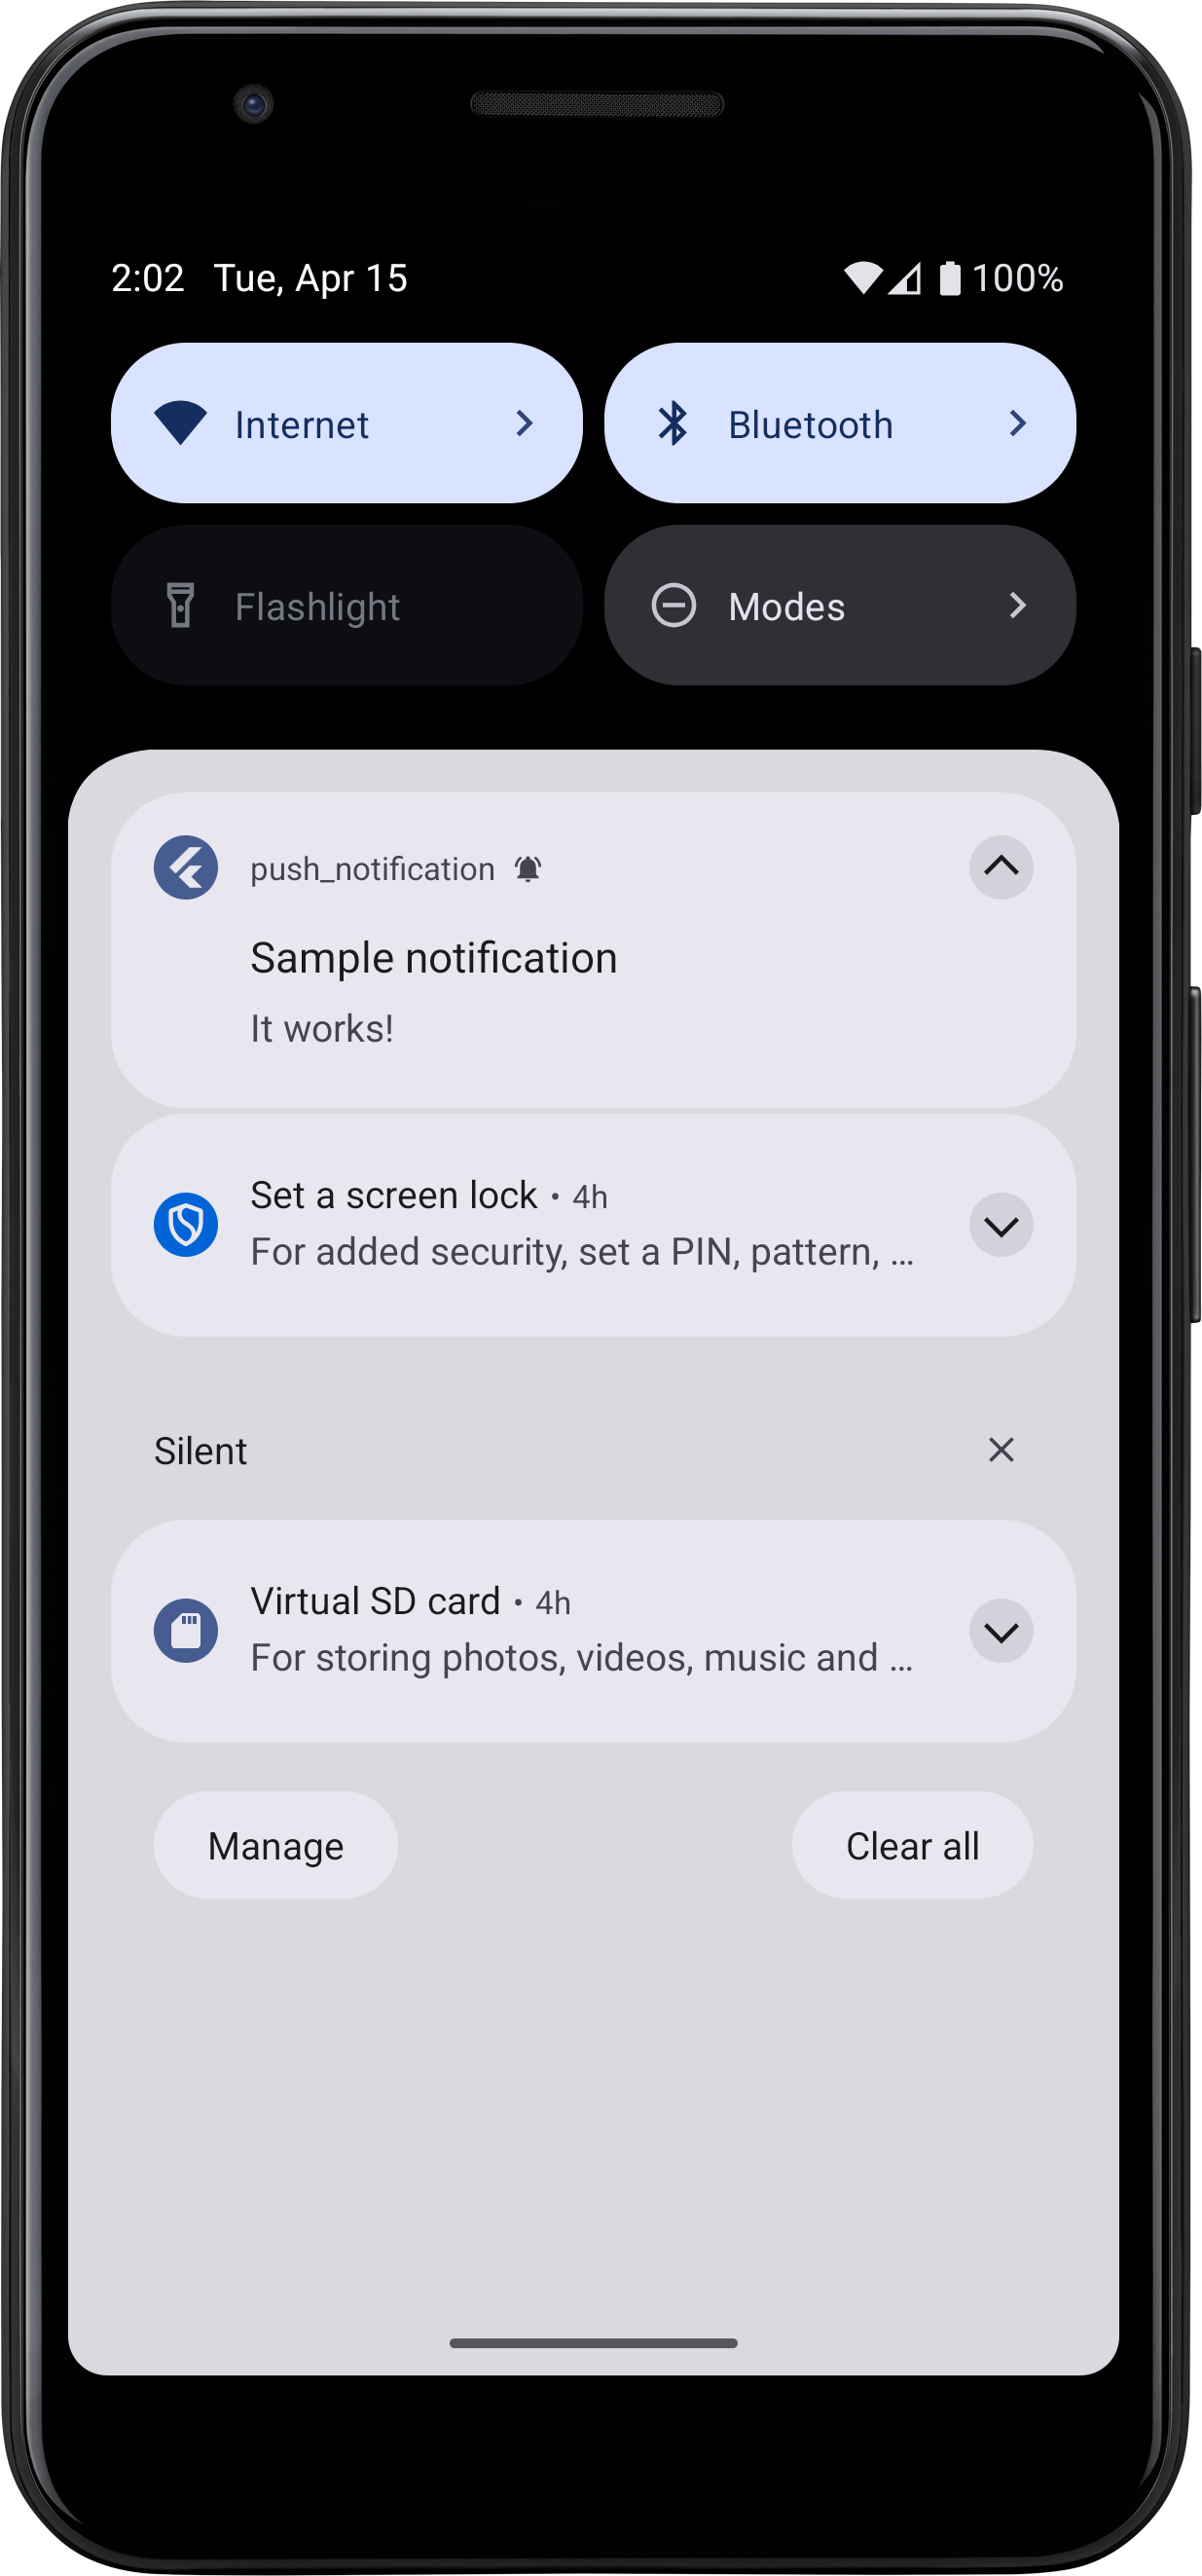 2:02 Tue, Apr 15 100%
Internet Bluetooth
Flashlight Modes
push_notification
Sample notification
It works!
Set a screen lock • 4h
For added security, set a PIN, pattern, …
Silent
Virtual SD card • 4h
For storing photos, videos, music and …
Manage Clear all